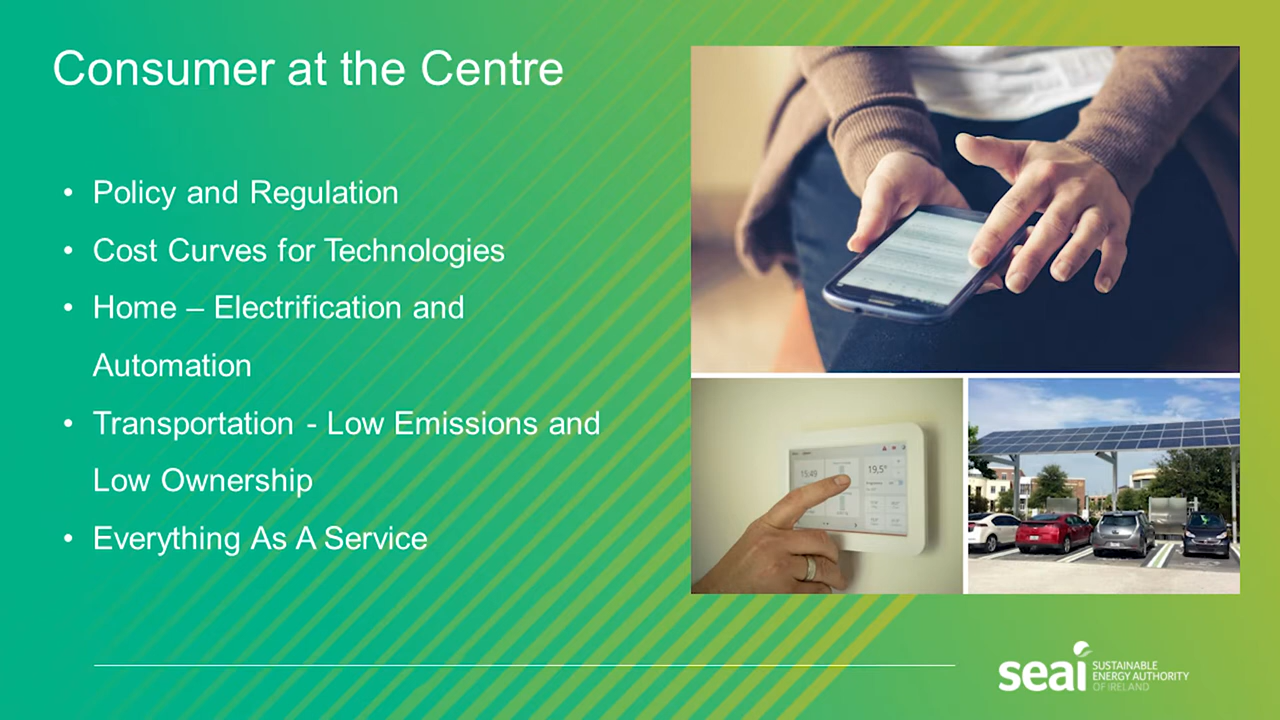 Consumer at the Centre
• Policy and Regulation
• Cost Curves for Technologies
• Home – Electrification and
Automation
• Transportation - Low Emissions and
Low Ownership
• Everything As A Service
15:49
19,5°
seai
SUSTAINABLE
ENERGY AUTHORITY
OF IRELAND